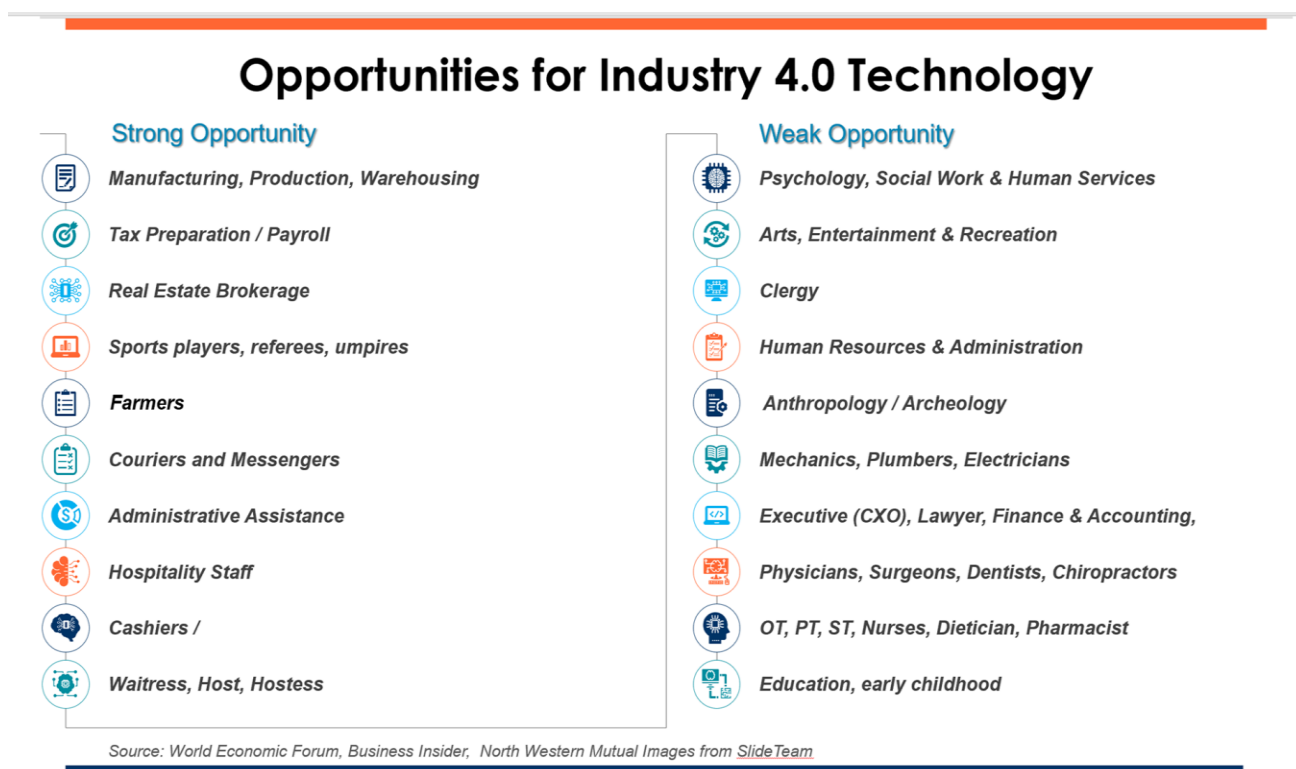 Opportunities for Industry 4.0 Technology
Strong Opportunity
Manufacturing, Production, Warehousing
Tax Preparation / Payroll
Real Estate Brokerage
Sports players, referees, umpires
Farmers
Couriers and Messengers
Administrative Assistance
Hospitality Staff
Cashiers /
Waitress, Host, Hostess
Weak Opportunity
Psychology, Social Work & Human Services
Arts, Entertainment & Recreation
Clergy
Human Resources & Administration
Anthropology / Archeology
Mechanics, Plumbers, Electricians
Executive (CXO), Lawyer, Finance & Accounting,
Physicians, Surgeons, Dentists, Chiropractors
OT, PT, ST, Nurses, Dietician, Pharmacist
Education, early childhood
Source: World Economic Forum, Business Insider, North Western Mutual Images from SlideTeam